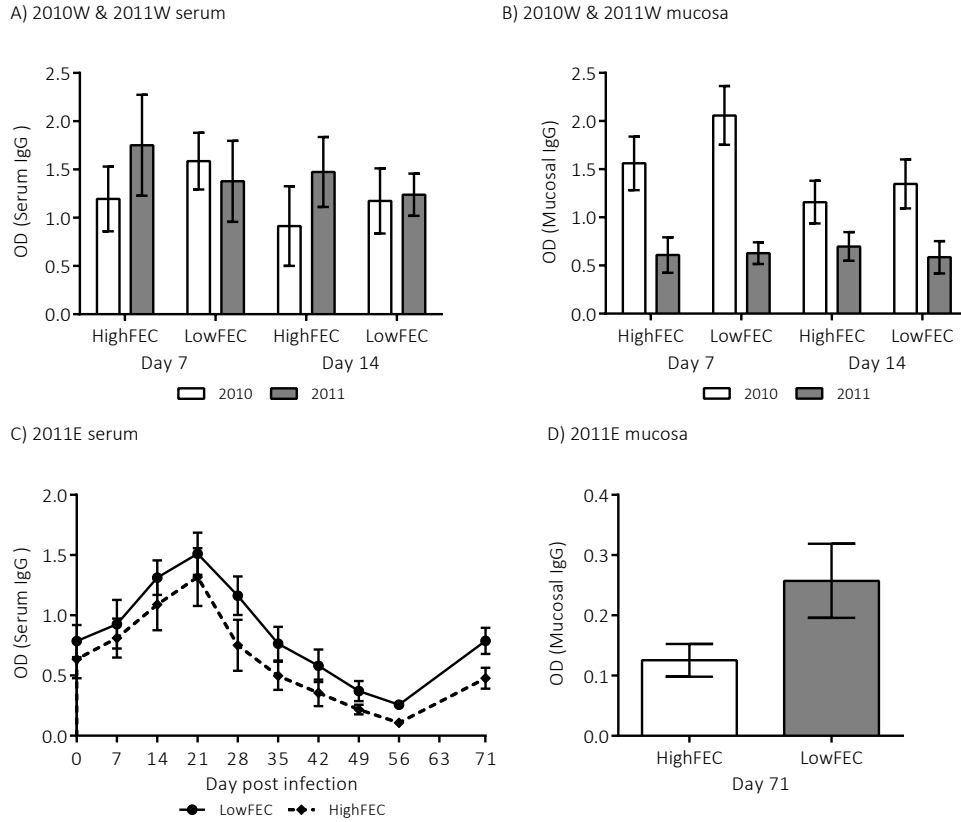 A) 2010W & 2011W serum
OD (Serum IgG )
2.5
2.0
1.5
1.0
0.5
0.0
HighFEC LowFEC HighFEC LowFEC
Day 7 Day 14
2010 2011
B) 2010W & 2011W mucosa
OD (Mucosal IgG)
2.5
2.0
1.5
1.0
0.5
0.0
HighFEC LowFEC HighFEC LowFEC
Day 7 Day 14
2010 2011
C) 2011E serum
OD (Serum IgG)
2.0
1.5
1.0
0.5
0.0
0 7 14 21 28 35 42 49 56 63 71
Day post infection
LowFEC HighFEC
D) 2011E mucosa
OD (Mucosal IgG)
0.4
0.3
0.2
0.1
0.0
HighFEC LowFEC
Day 71